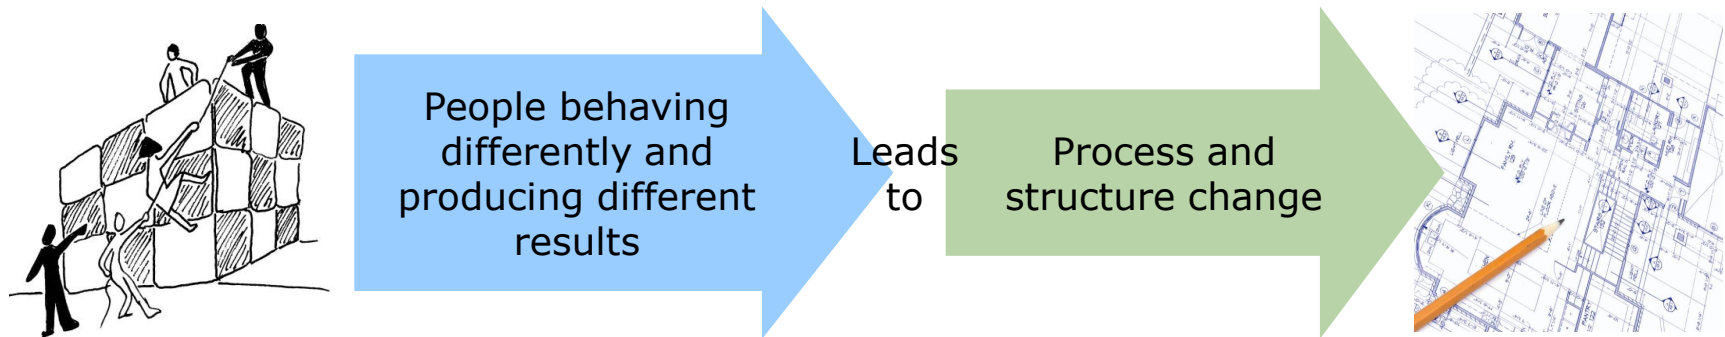 People behaving
differently and
producing different
results
Leads
to
Process and
structure change